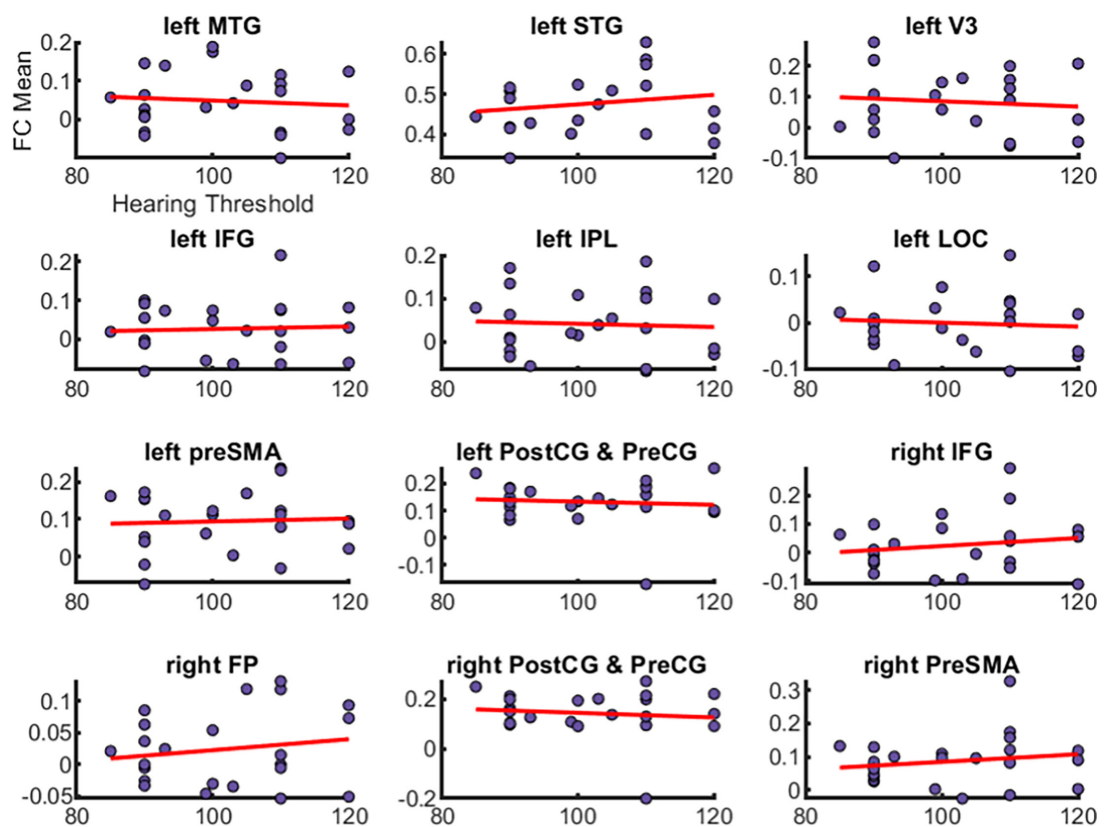 left MTG left STG left V3
0.2 0.6 0.2
FC Mean 0.1 0.5 0.1
0 0.4 0
-0.1
80 100 120 80 100 120 80 100 120
Hearing Threshold
left IFG left IPL left LOC
0.2 0.2 0.1
0.1 0.1 0
0 0 -0.1
80 100 120 80 100 120 80 100 120
left preSMA left PostCG & PreCG right IFG
0.2 0.2 0.2
0.1 0.1 0.1
0 0 0
-0.1 -0.1
80 100 120 80 100 120 80 100 120
right FP right PostCG & PreCG right PreSMA
0.1 0.2 0.3
0.05 0 0.2
0 -0.2 0.1
-0.05 0
80 100 120 80 100 120 80 100 120